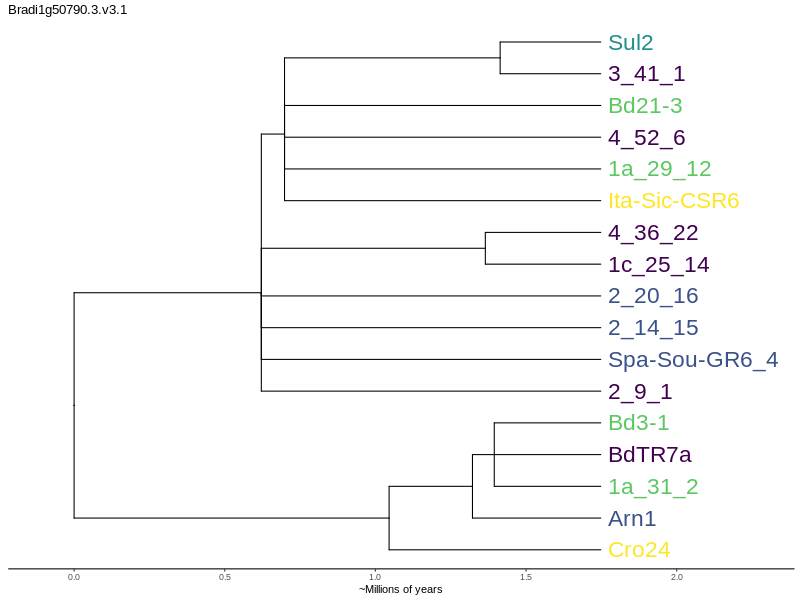 Bradi1g50790.3.v3.1
Sul2
3_41_1
Bd21-3
4_52_6
1a_29_12
Ita-Sic-CSR6
4_36_22
1c_25_14
2_20_16
2_14_15
Spa-Sou-GR6_4
2_9_1
Bd3-1
BdTR7a
1a_31_2
Arn1
Cro24
0.0 0.5 1.0 1.5 2.0
~Millions of years